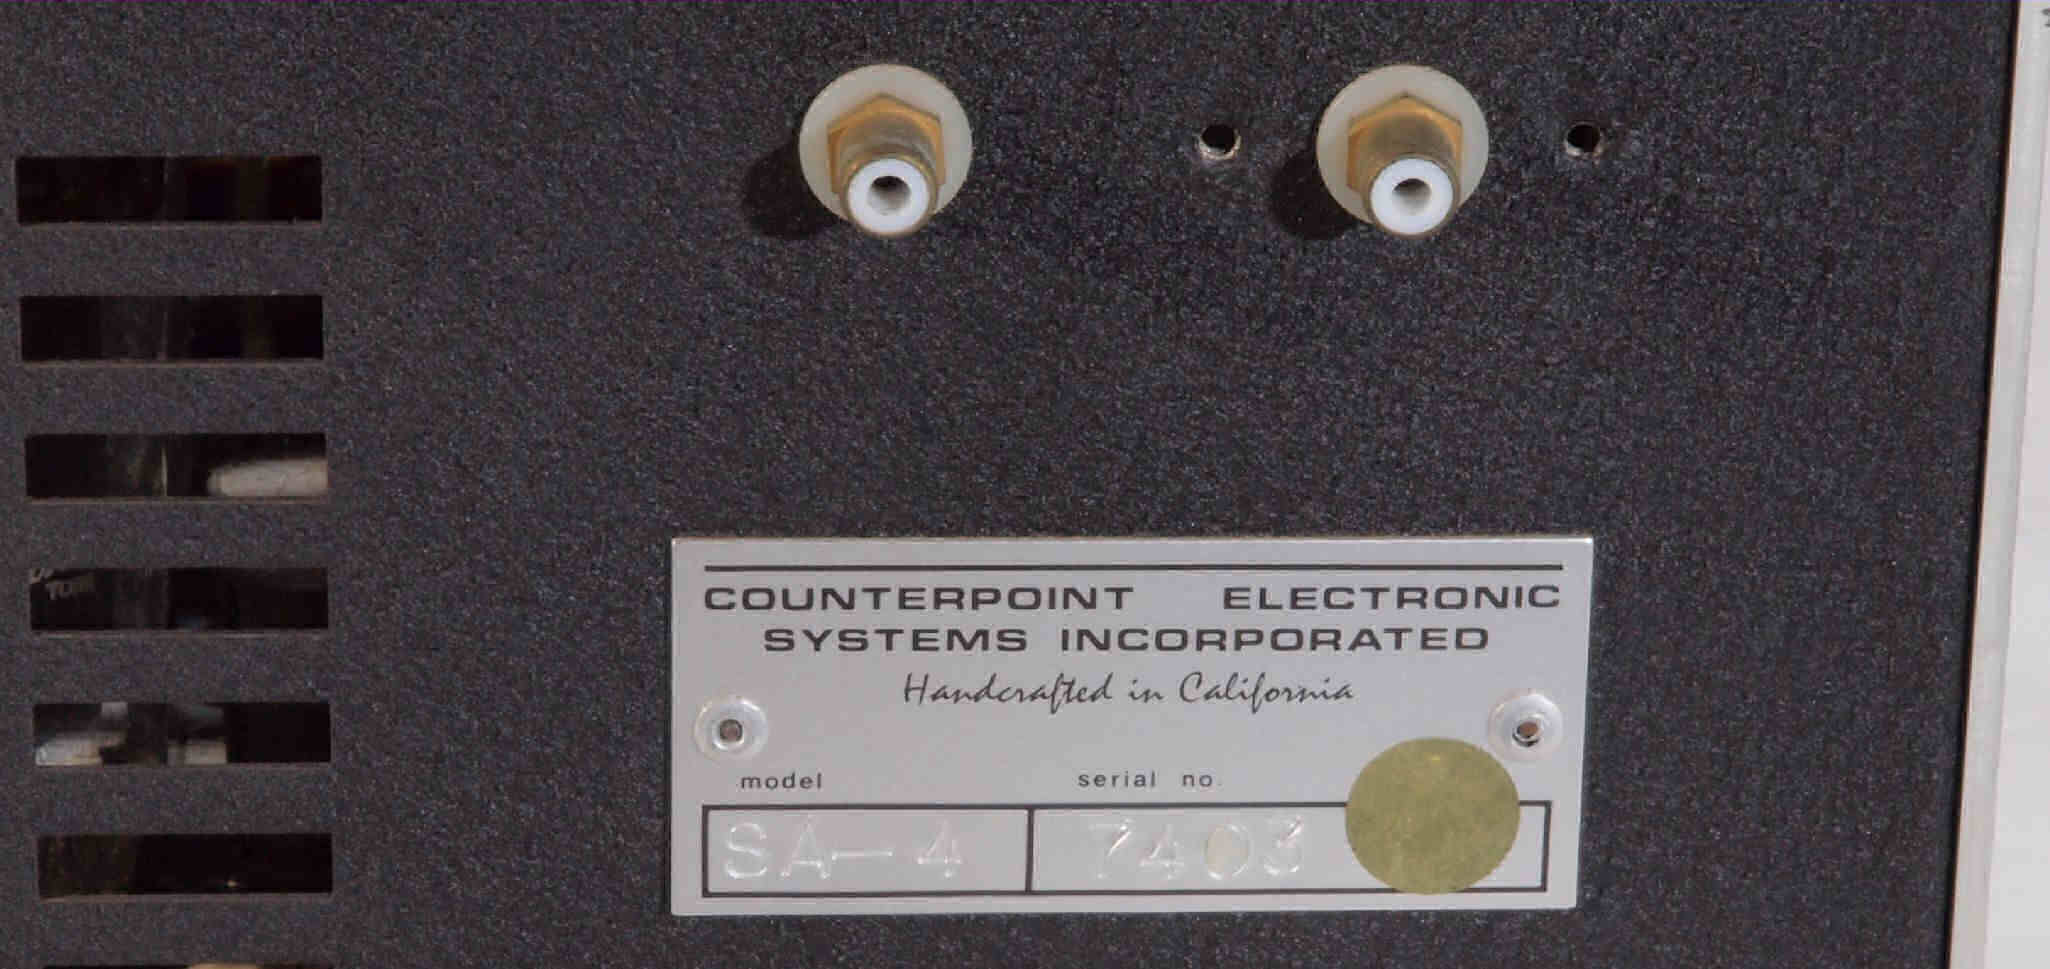 COUNTERPOINT ELECTRONIC
SYSTEMS INCORPORATED
Handcrafted in California
model serial no.
SA-4 7403